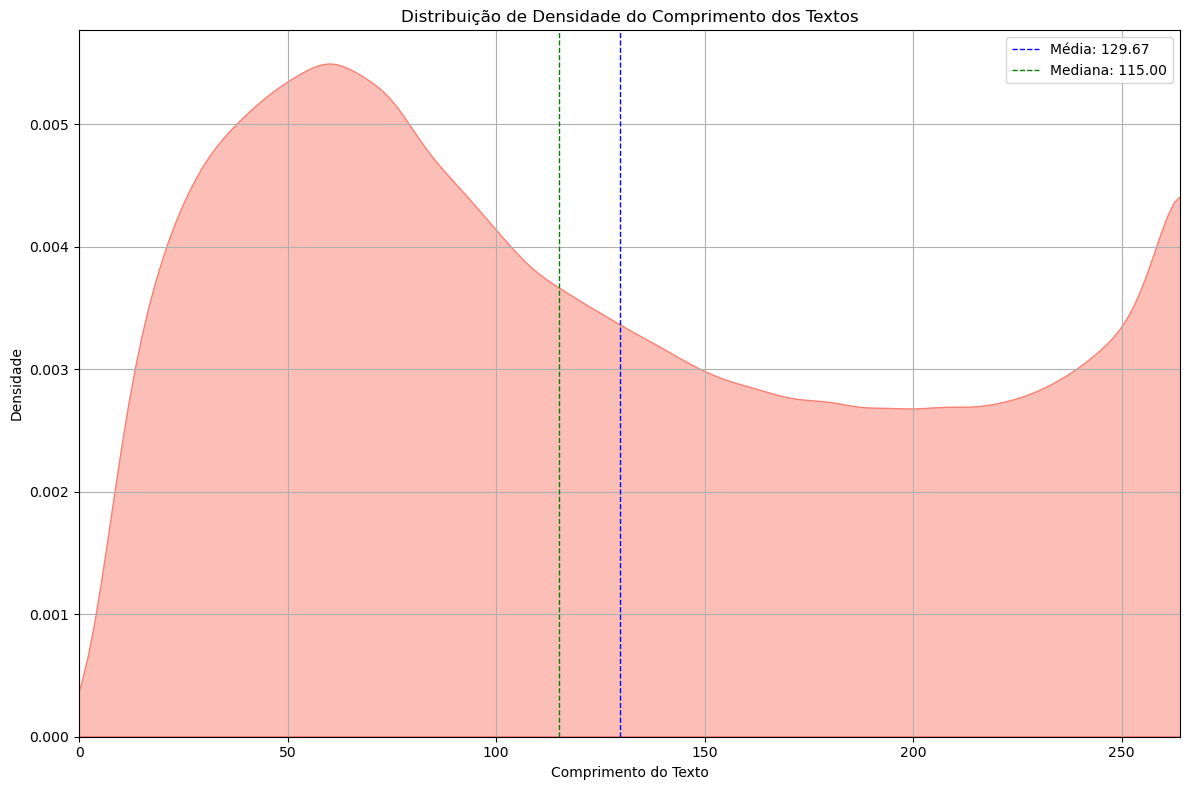 Distribuição de Densidade do Comprimento dos Textos
Média: 129.67
Mediana: 115.00
0.005
0.004
0.003
0.002
0.001
0.000
Densidade
0 50 100 150 200 250
Comprimento do Texto